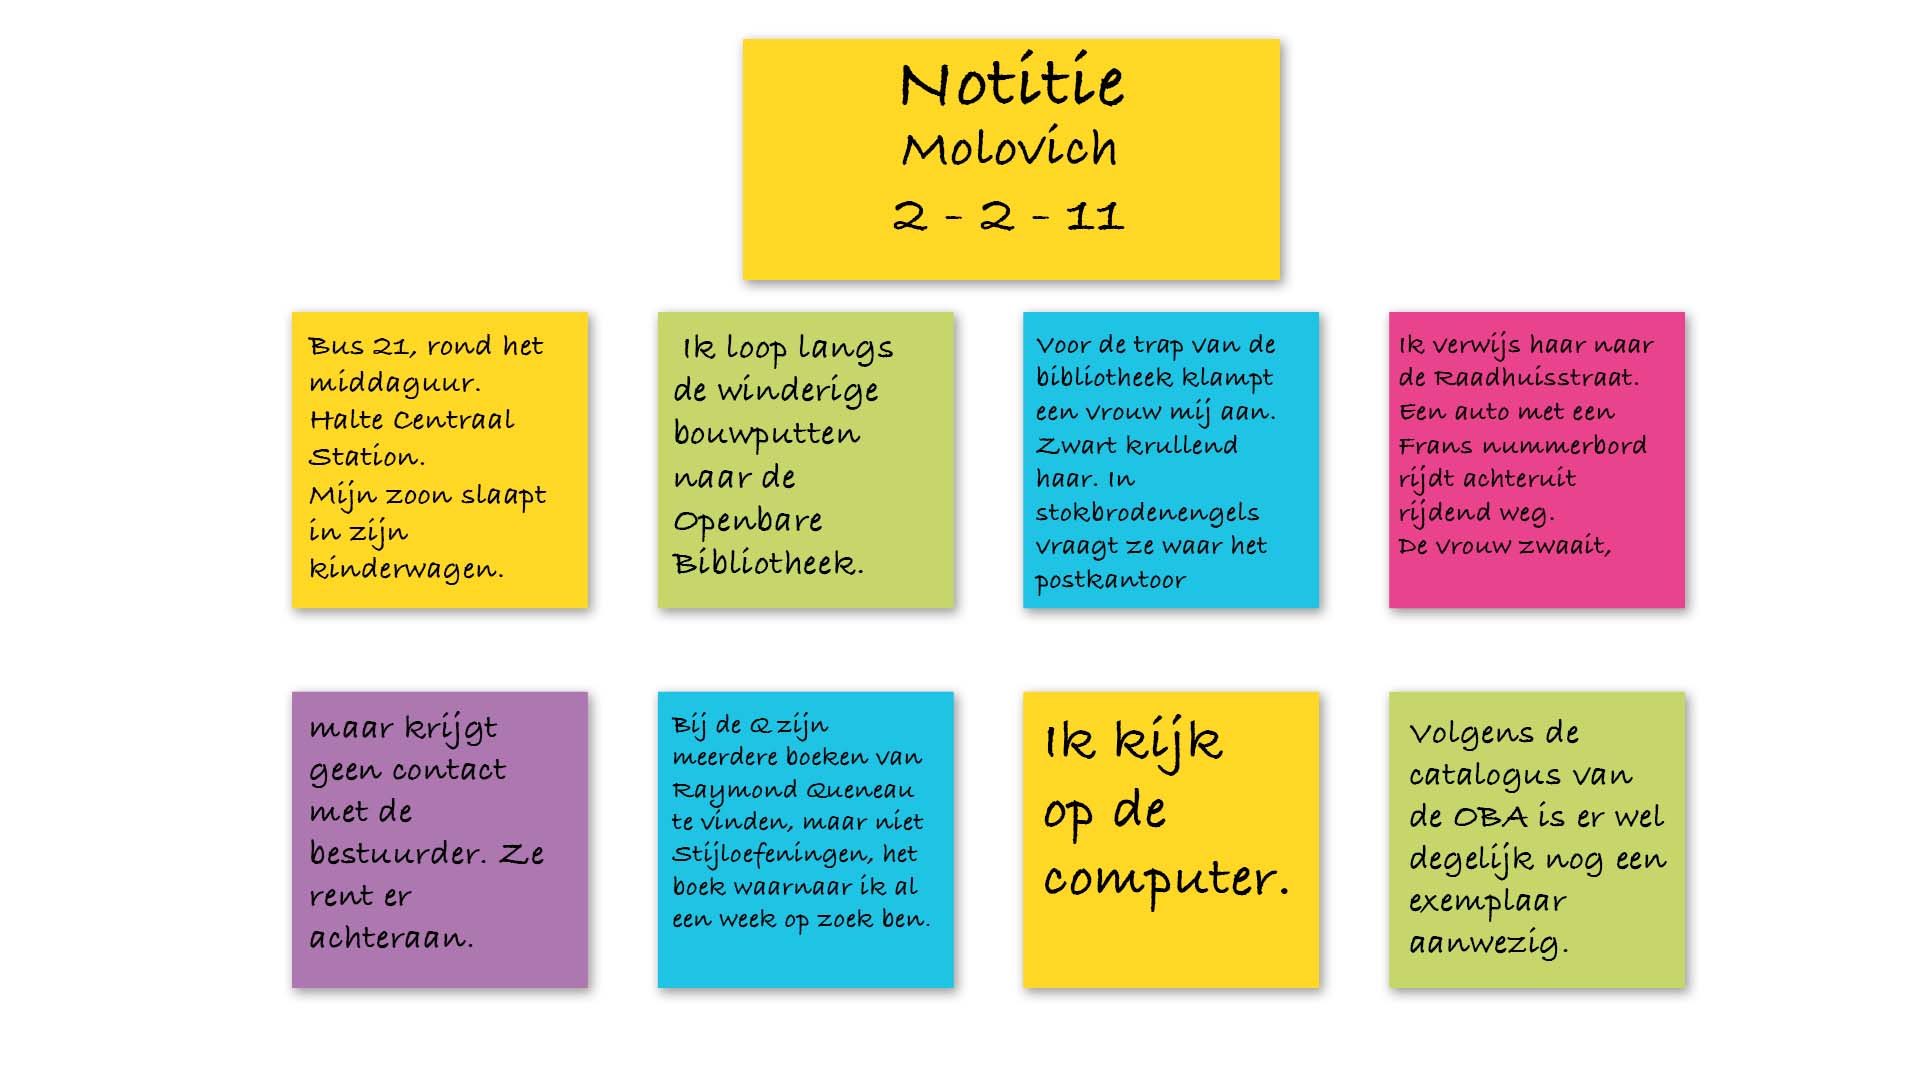 Notitie
Molovich
2 - 2 - 11
Bus 21, rond het
middaguur.
Halte Centraal
Station.
Mijn zoon slaapt
in zijn
kinderwagen.
Ik loop langs
de winderige
bouwputten
naar de
Openbare
Bibliotheek.
Voor de trap van de
bibliotheek klampt
een vrouw mij aan.
Zwart krullend
haar. In
stokbrodenengels
vraagt ze waar het
postkantoor
Ik verwijs haar naar
de Raadhuisstraat.
Een auto met een
Frans nummerbord
rijdt achteruit
rijdend weg.
De vrouw zwaait,
maar krijgt
geen contact
met de
bestuurder. Ze
rent er
achteraan.
Bij de Q zijn
meerdere boeken van
Raymond Queneau
te vinden, maar niet
Stijloefeningen, het
boek waarnaar ik al
een week op zoek ben.
Ik kijk
op de
computer.
Volgens de
catalogus van
de OBA is er wel
degelijk nog een
exemplaar
aanwezig.